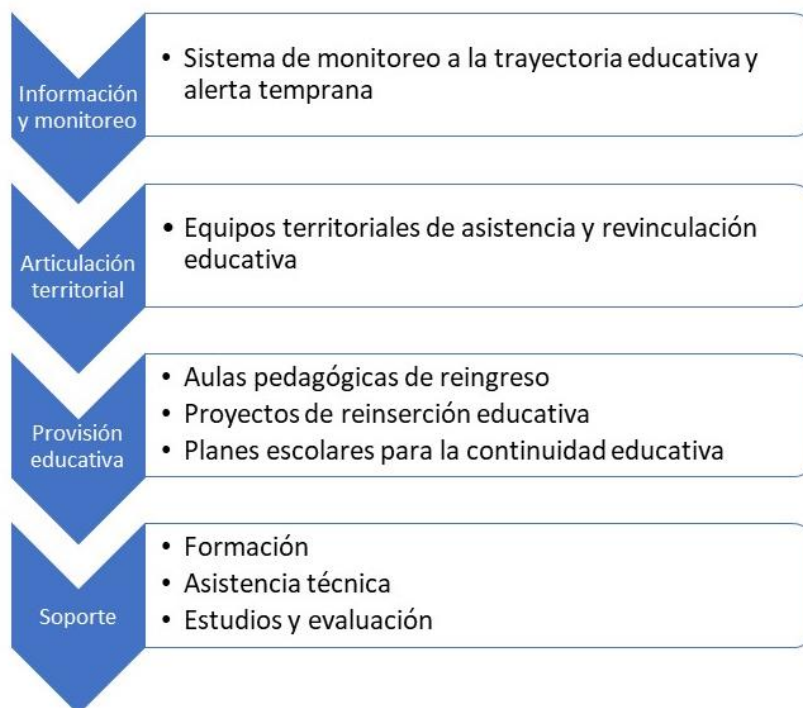 Información
y monitoreo
• Sistema de monitoreo a la trayectoria educativa y
alerta temprana
Articulación
territorial
• Equipos territoriales de asistencia y revinculación
educativa
Provisión
educativa
• Aulas pedagógicas de reingreso
• Proyectos de reinserción educativa
• Planes escolares para la continuidad educativa
Soporte
• Formación
• Asistencia técnica
• Estudios y evaluación